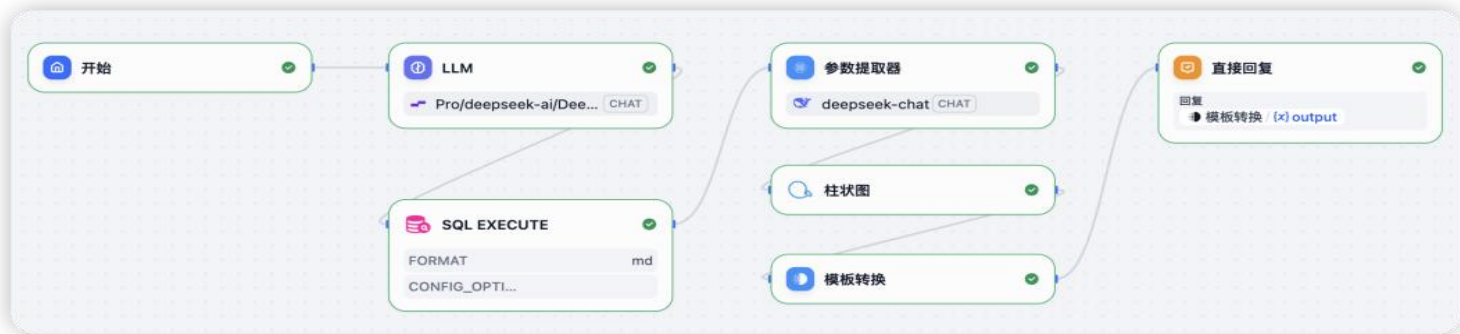 开始
LLM
Pro/deepseek-ai/Dee... CHAT
SQL EXECUTE
FORMAT md
CONFIG_OPTI...
参数提取器
deepseek-chat CHAT
柱状图
模板转换
直接回复
回复
模板转换 / {x} output